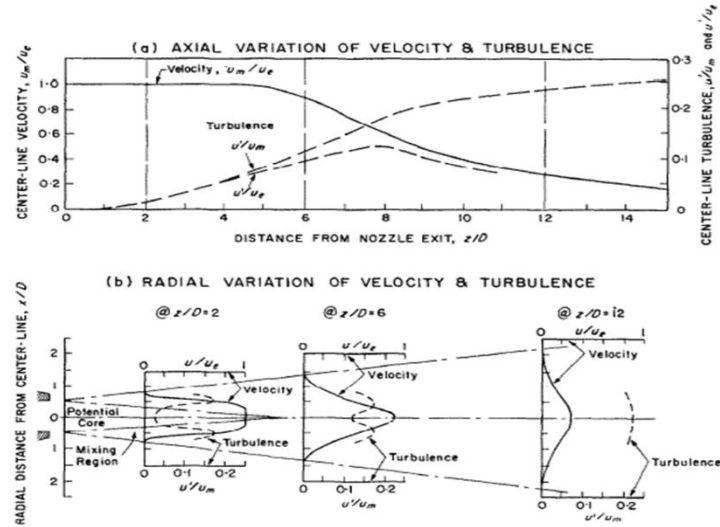 (a) AXIAL VARIATION OF VELOCITY & TURBULENCE
CENTER-LINE VELOCITY, um/ue
CENTER-LINE TURBULENCE, u'/um and u'/ue
Velocity, um/ue
1·0
0·8
0·6
0·4
0·2
0
0·3
0·2
0·1
0
Turbulence
u'/um
u'/ue
0 2 4 6 8 10 12 14
DISTANCE FROM NOZZLE EXIT, z/D
(b) RADIAL VARIATION OF VELOCITY & TURBULENCE
@ z/D=2 @ z/D=6 @ z/D=12
RADIAL DISTANCE FROM CENTER-LINE, x/D
2
1
0
1
2
0 u/ue 1
0 u/ue 1
0 u/ue 1
Velocity
Velocity
Velocity
Potential
Core
Mixing
Region
Turbulence
Turbulence
Turbulence
0 0·1 0·2
u'/um
0 0·1 0·2
u'/um
0 0·1 0·2
u'/um